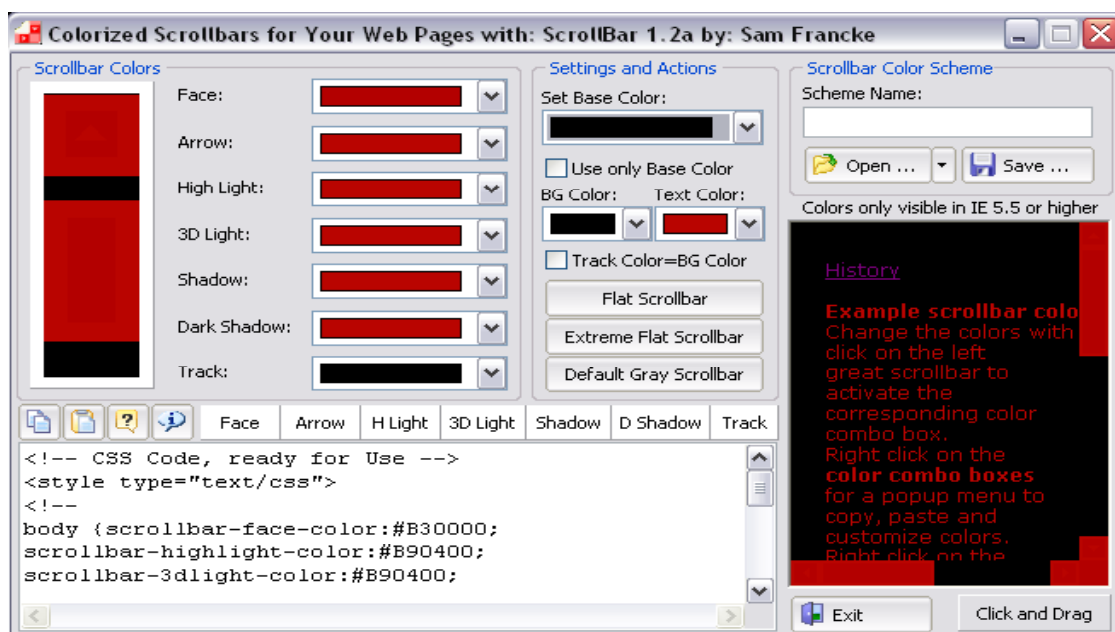 Colorized Scrollbars for Your Web Pages with: ScrollBar 1.2a by: Sam Francke
Scrollbar Colors
Face:
Arrow:
High Light:
3D Light:
Shadow:
Dark Shadow:
Track:
Settings and Actions
Set Base Color:
Use only Base Color
BG Color: Text Color:
Track Color=BG Color
Flat Scrollbar
Extreme Flat Scrollbar
Default Gray Scrollbar
Scrollbar Color Scheme
Scheme Name:
Open ... Save ...
Colors only visible in IE 5.5 or higher
History
Example scrollbar colo
Change the colors with
click on the left
great scrollbar to
activate the
corresponding color
combo box.
Right click on the
color combo boxes
for a popup menu to
copy, paste and
customize colors.
Right click on the
Face Arrow H Light 3D Light Shadow D Shadow Track
<!-- CSS Code, ready for Use -->
<style type="text/css">
<!--
body {scrollbar-face-color:#B30000;
scrollbar-highlight-color:#B90400;
scrollbar-3dlight-color:#B90400;
Exit Click and Drag